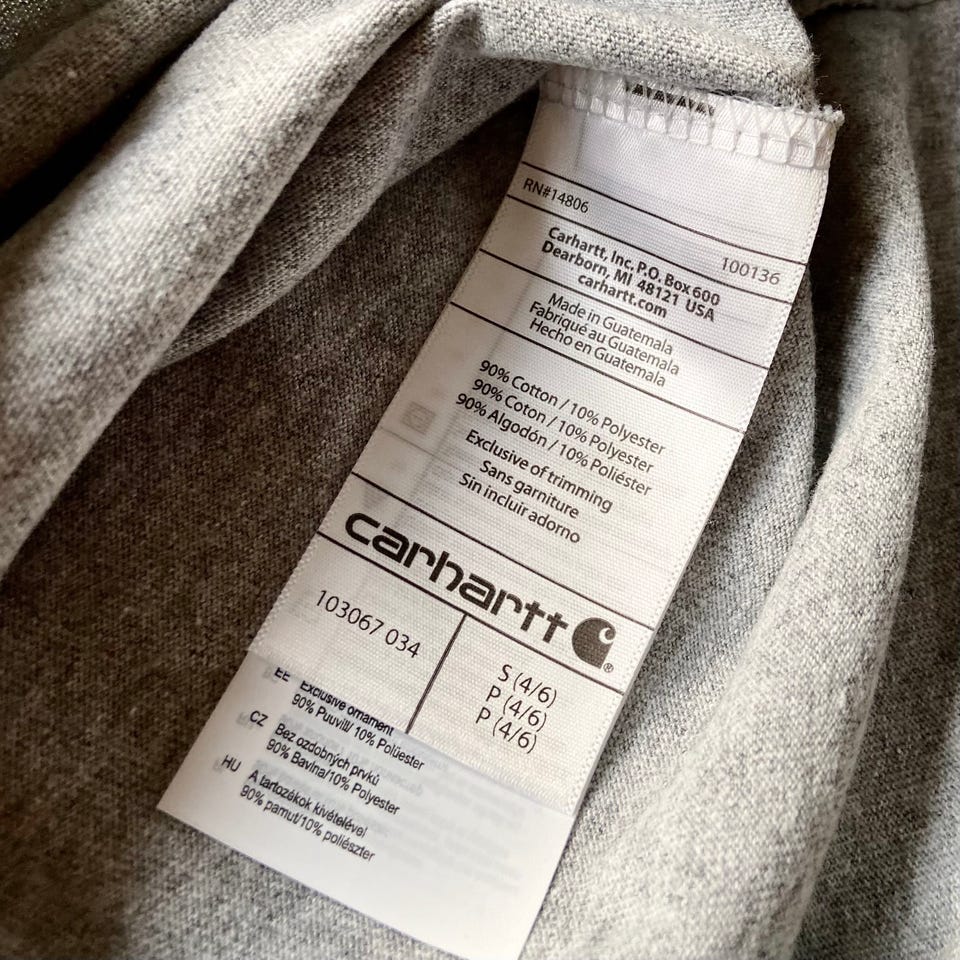 RN#14806
100136
Carhartt, Inc. P.O. Box 600
Dearborn, MI 48121 USA
carhartt.com
Made in Guatemala
Fabriqué au Guatemala
Hecho en Guatemala
90% Cotton / 10% Polyester
90% Coton / 10% Polyester
90% Algodón / 10% Poliéster
Exclusive of trimming
Sans garniture
Sin incluir adorno
carhartt
103067 034
S (4/6)
P (4/6)
P (4/6)
EE Exclusive ornament
90% Puuvill/ 10% Polüester
CZ Bez ozdobných prvků
90% Bavlna/10% Polyester
HU A tartozékok kivételével
90% pamut/10% poliészter